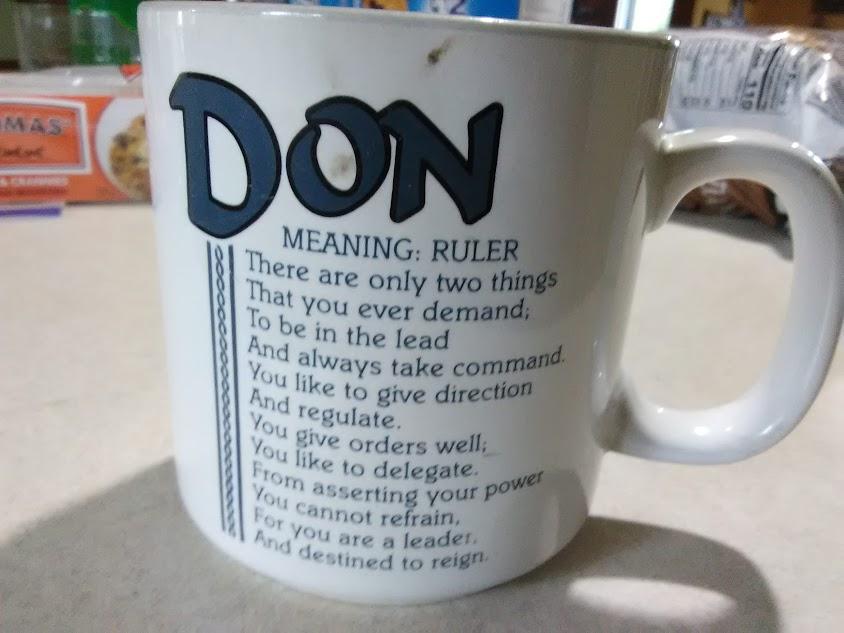 DON
MEANING: RULER
There are only two things
That you ever demand;
To be in the lead
And always take command.
You like to give direction
And regulate.
You give orders well;
You like to delegate.
From asserting your power
You cannot refrain,
For you are a leader.
And destined to reign.